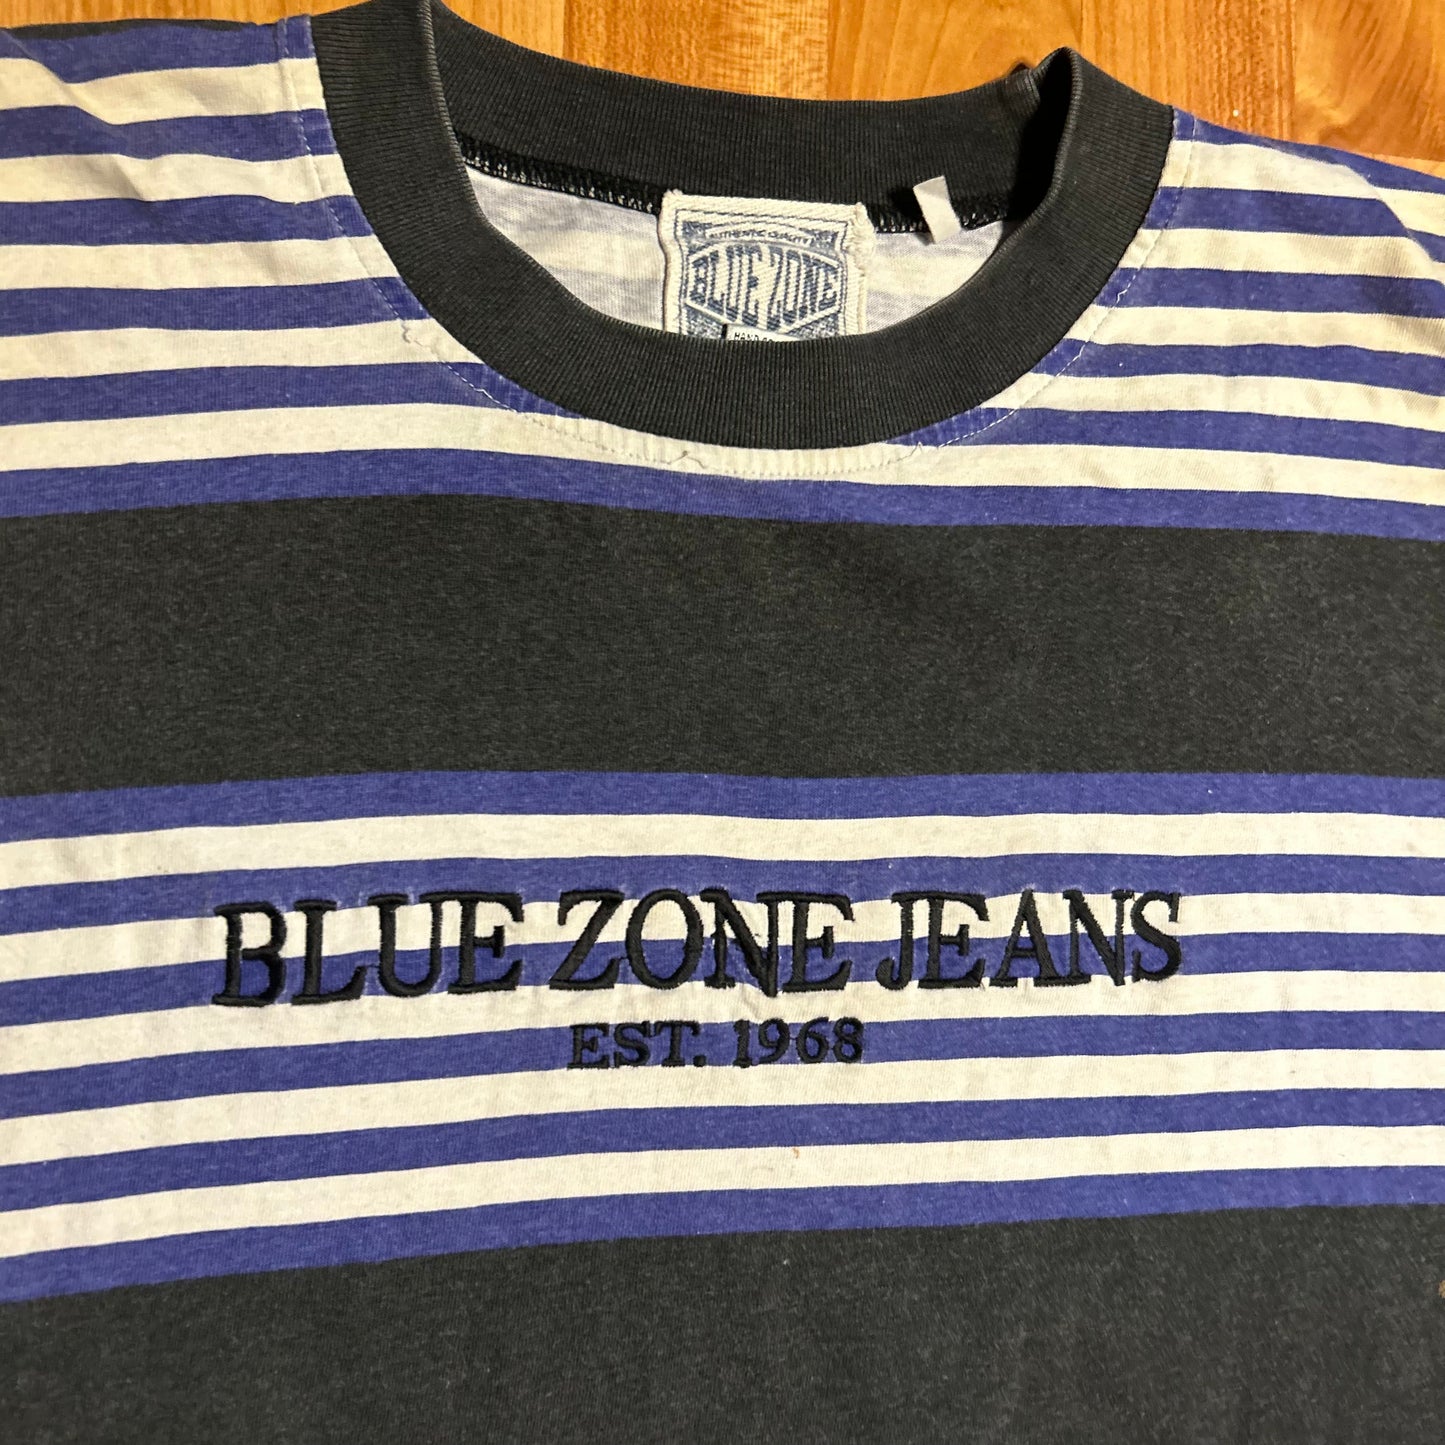 AUTHENTIC QUALITY
BLUE ZONE
BLUE ZONE JEANS
EST. 1968